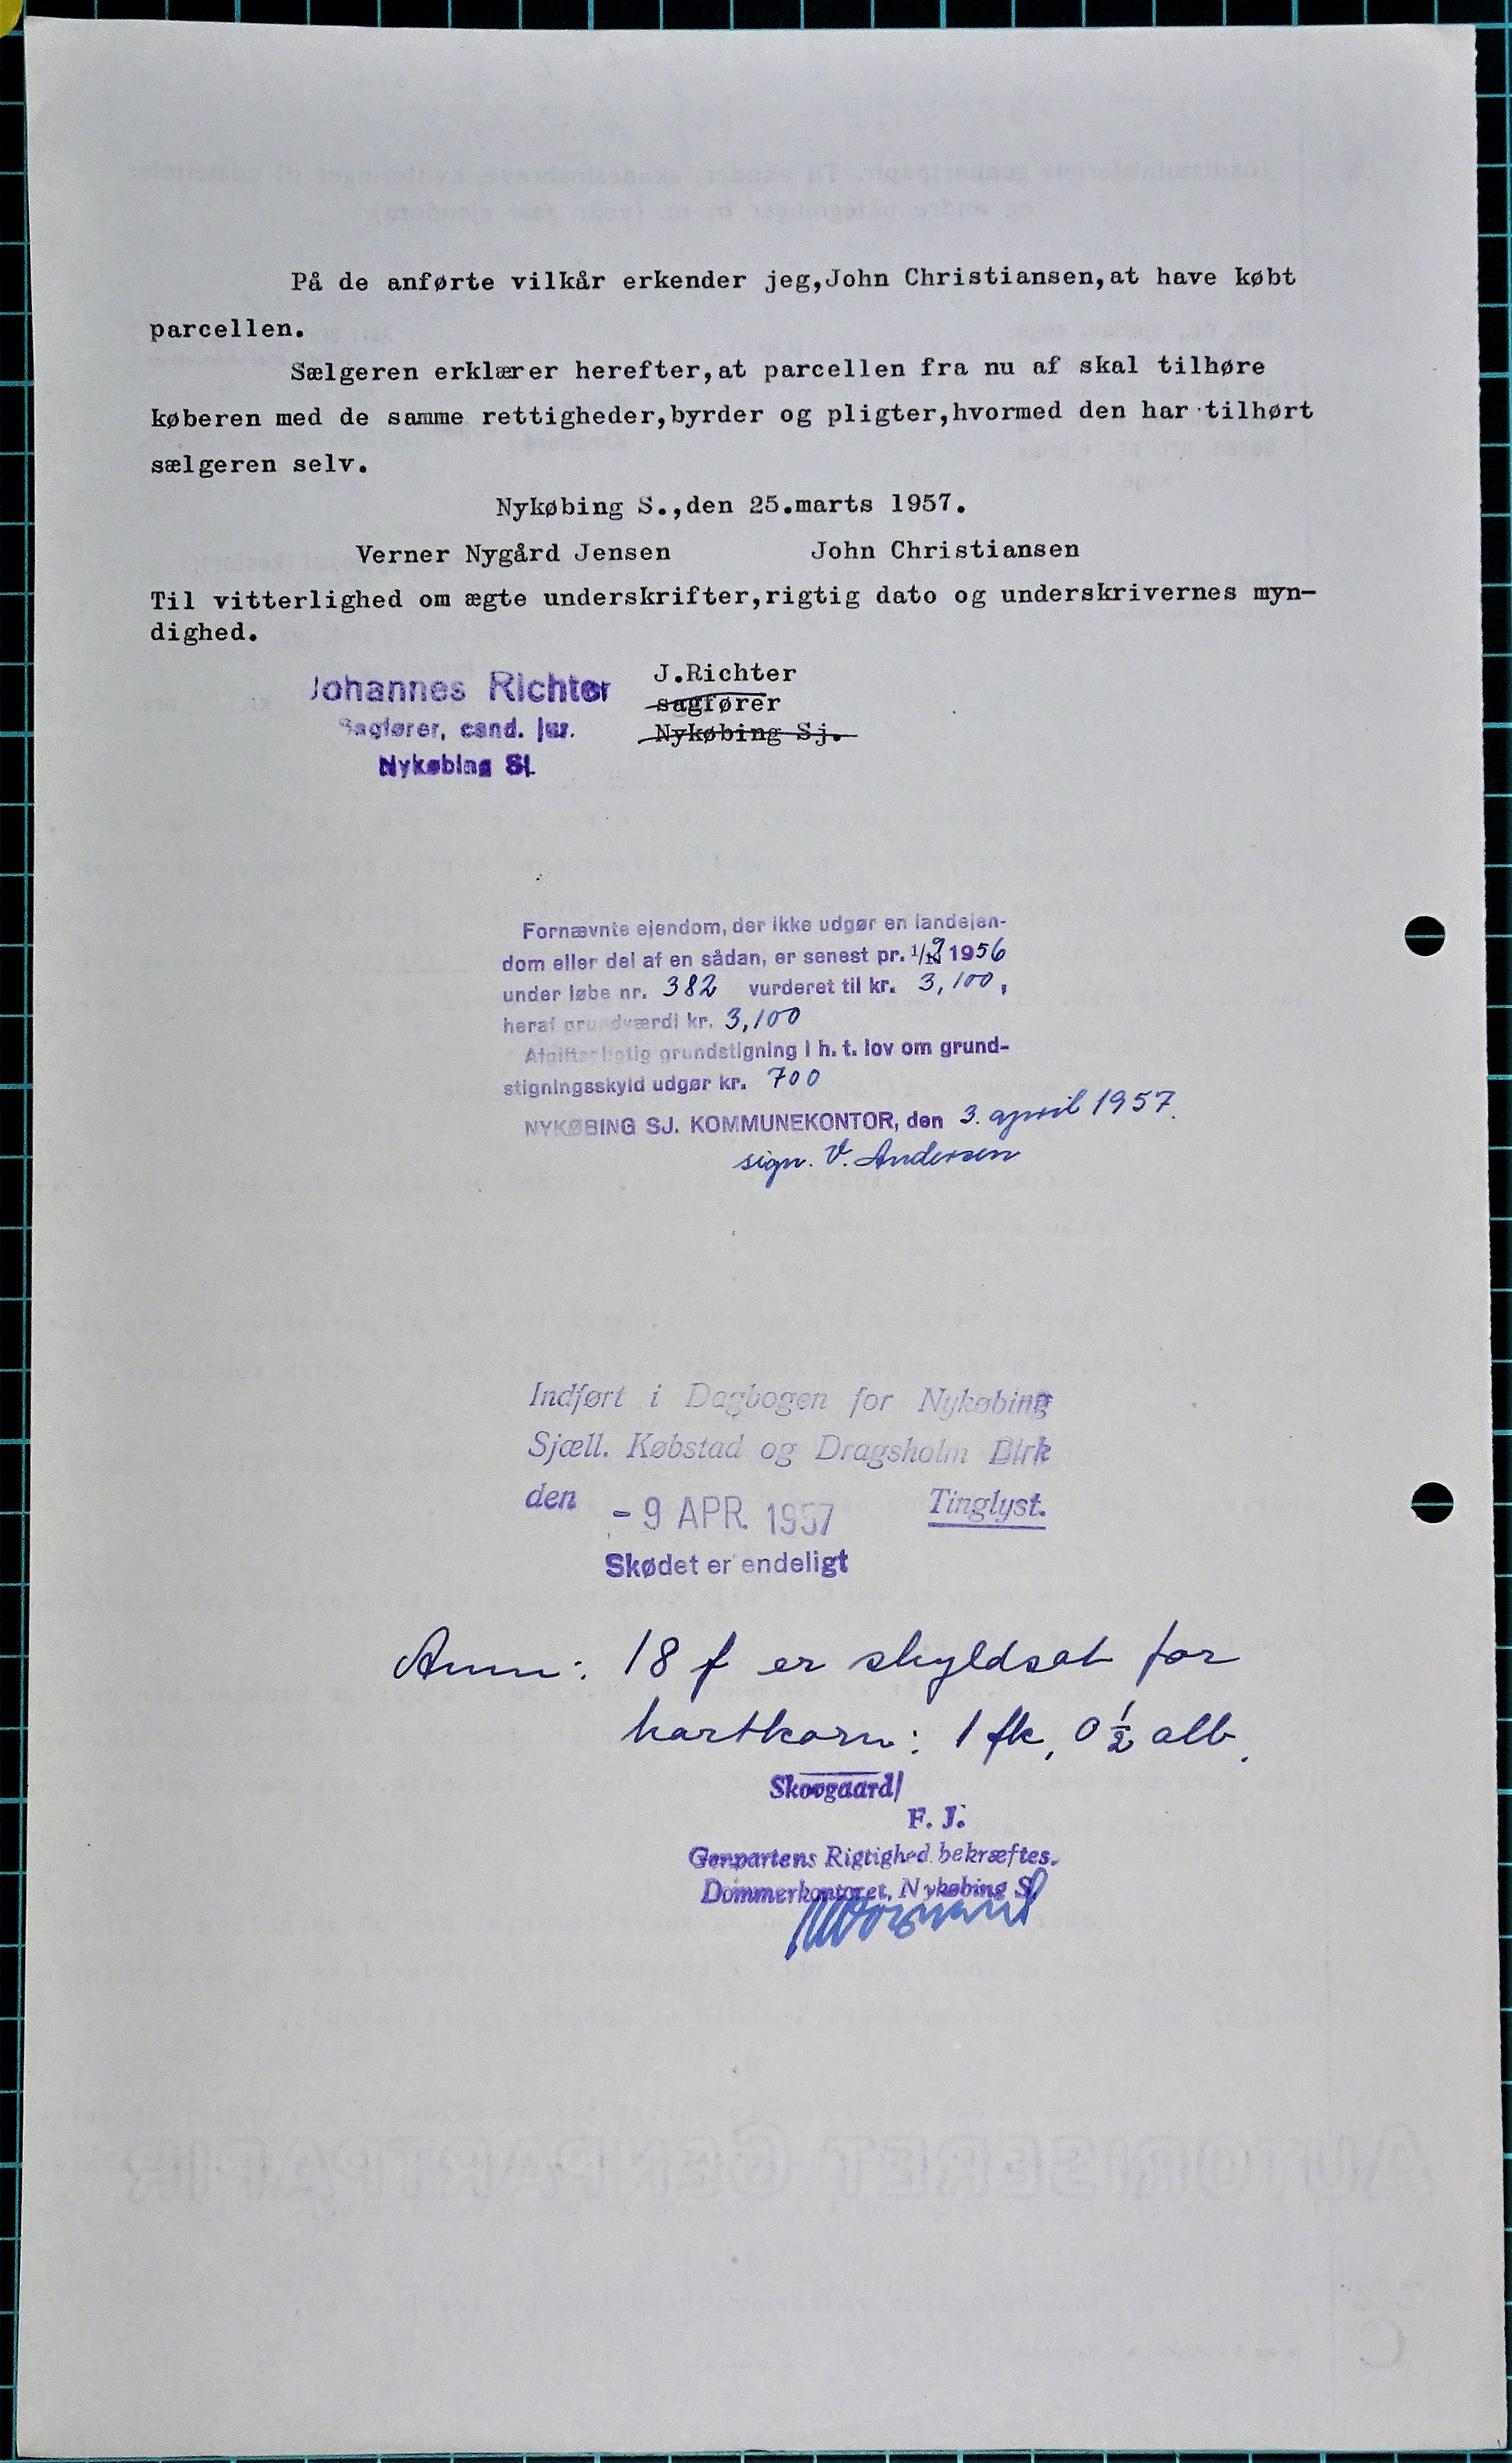 På de anførte vilkår erkender jeg,John Christiansen,at have købt
parcellen.
Sælgeren erklærer herefter,at parcellen fra nu af skal tilhøre
køberen med de samme rettigheder,byrder og pligter,hvormed den har tilhørt
sælgeren selv.
Nykøbing S.,den 25.marts 1957.
Verner Nygård Jensen John Christiansen
Til vitterlighed om ægte underskrifter,rigtig dato og underskrivernes myn-
dighed.
Johannes Richter
Sagfører, cand. jur.
Nykøbing Sj.
J.Richter
sagfører
Nykøbing Sj.
Fornævnte ejendom, der ikke udgør en landejen-
dom eller del af en sådan, er senest pr. 1/9 1956
under løbe nr. 382 vurderet til kr. 3,100,
heraf grundværdi kr. 3,100
Afgiftspligtig grundstigning i h. t. lov om grund-
stigningsskyld udgør kr. 700
NYKØBING SJ. KOMMUNEKONTOR, den 3. april 1957.
sign. V. Andersen
Indført i Dagbogen for Nykøbing
Sjæll. Købstad og Dragsholm Birk
den - 9 APR. 1957 Tinglyst.
Skødet er endeligt
Anm: 18 f er skyldsat for
hartkorn: 1 fk, 0 ½ alb.
Skovgaard/
F. J.
Genpartens Rigtighed bekræftes.
Dommerkontoret, Nykøbing S.